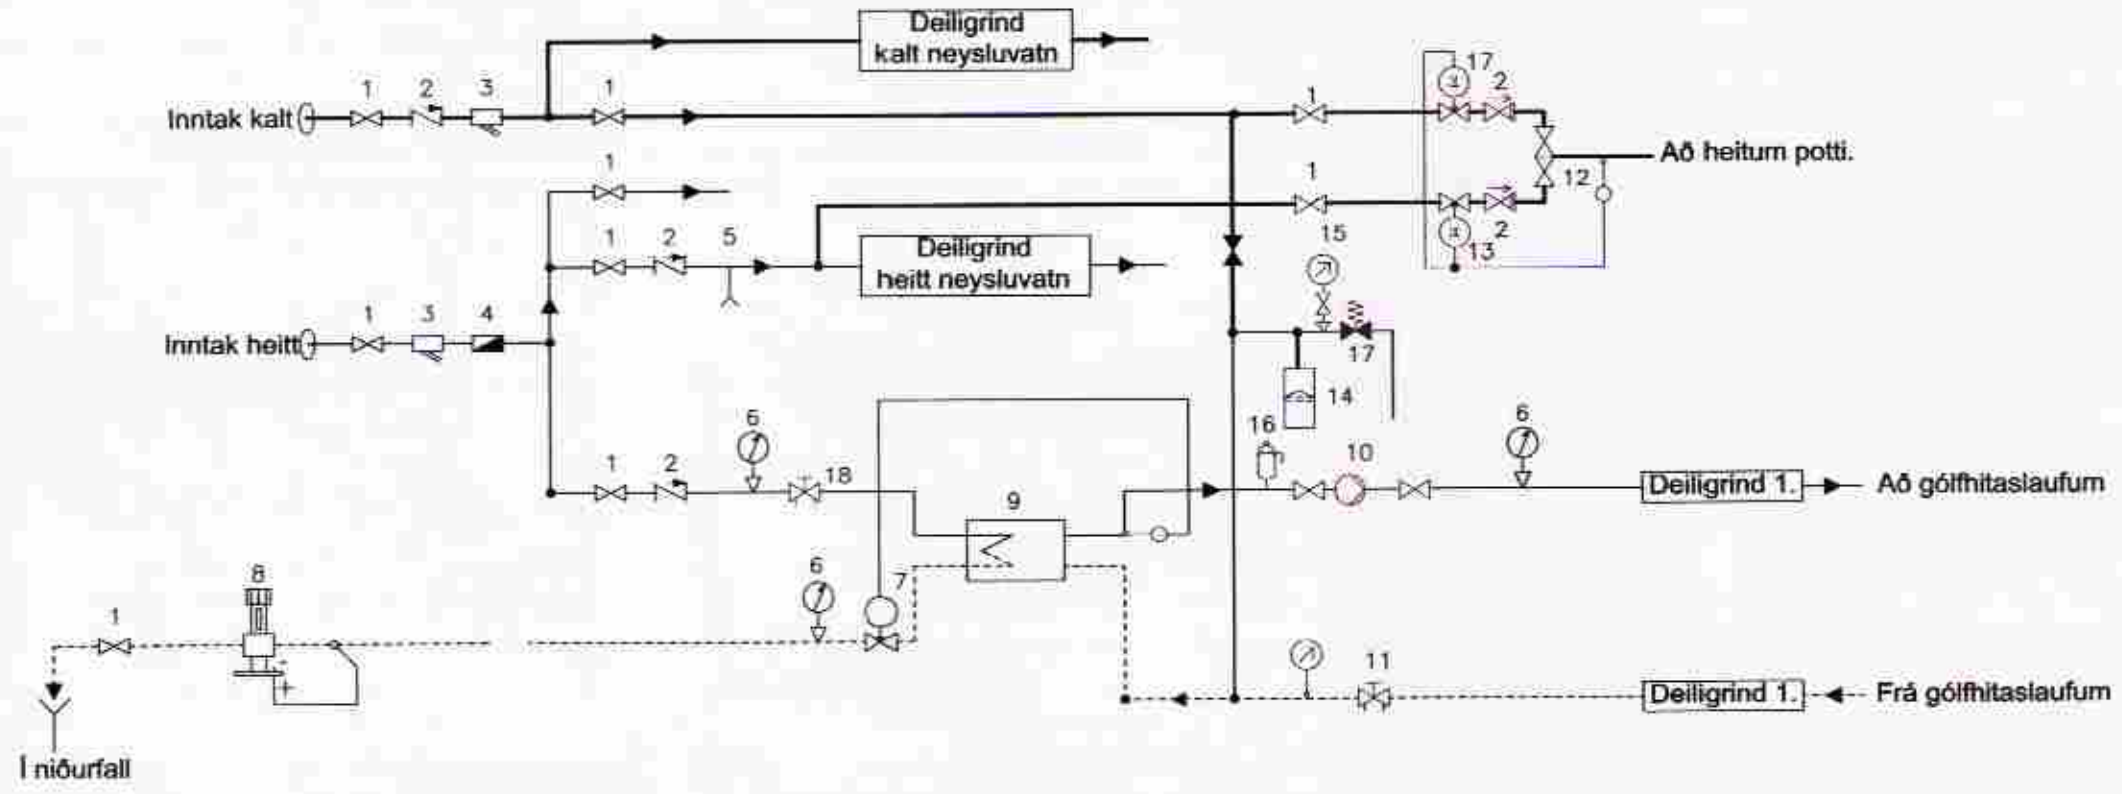 Deiligrind
kalt neysluvatn
1 2 3 1
Inntak kalt
1 17 2
Að heitum potti.
1 1 12
1 2 5
Deiligrind
heitt neysluvatn
15 2
13
1 3 4
Inntak heitt
17
14
6 16 6
1 2 18 10
Deiligrind 1. Að gólfhitaslaufum
9
8 6 7
1
11
Deiligrind 1. Frá gólfhitaslaufum
Í niðurfall